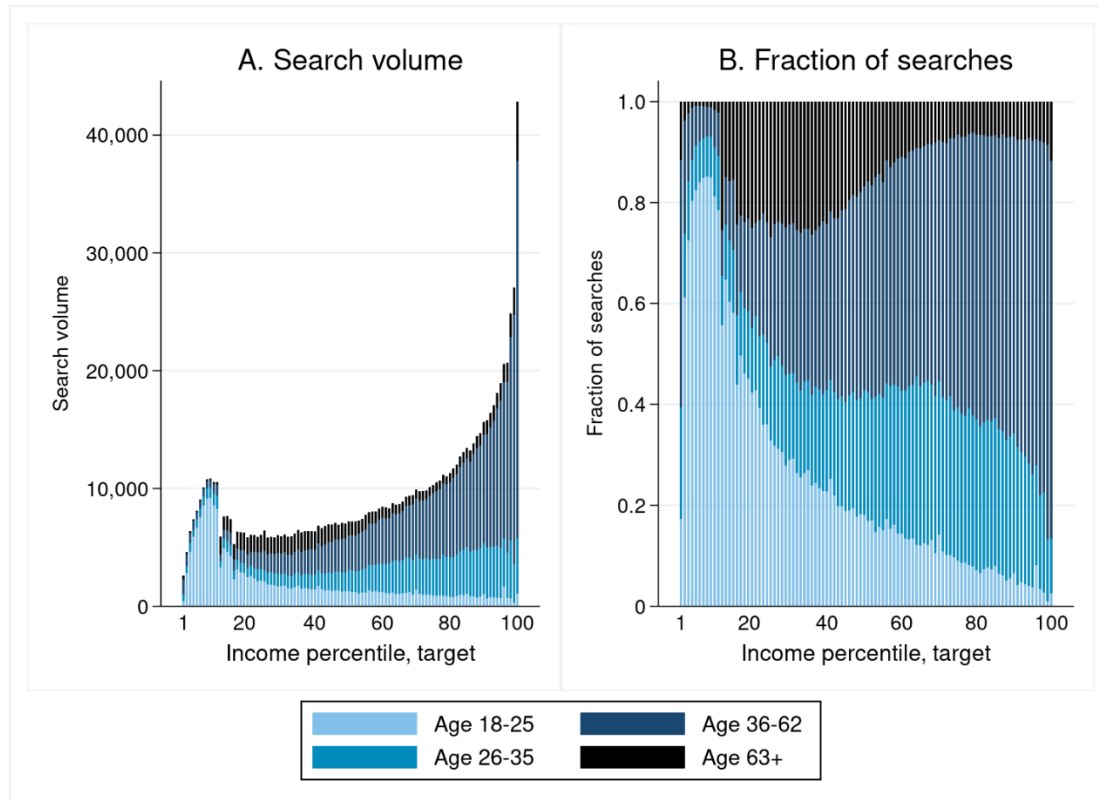 A. Search volume
Search volume
40,000
30,000
20,000
10,000
0
1 20 40 60 80 100
Income percentile, target
B. Fraction of searches
Fraction of searches
1.0
0.8
0.6
0.4
0.2
0
1 20 40 60 80 100
Income percentile, target
Age 18-25 Age 36-62
Age 26-35 Age 63+